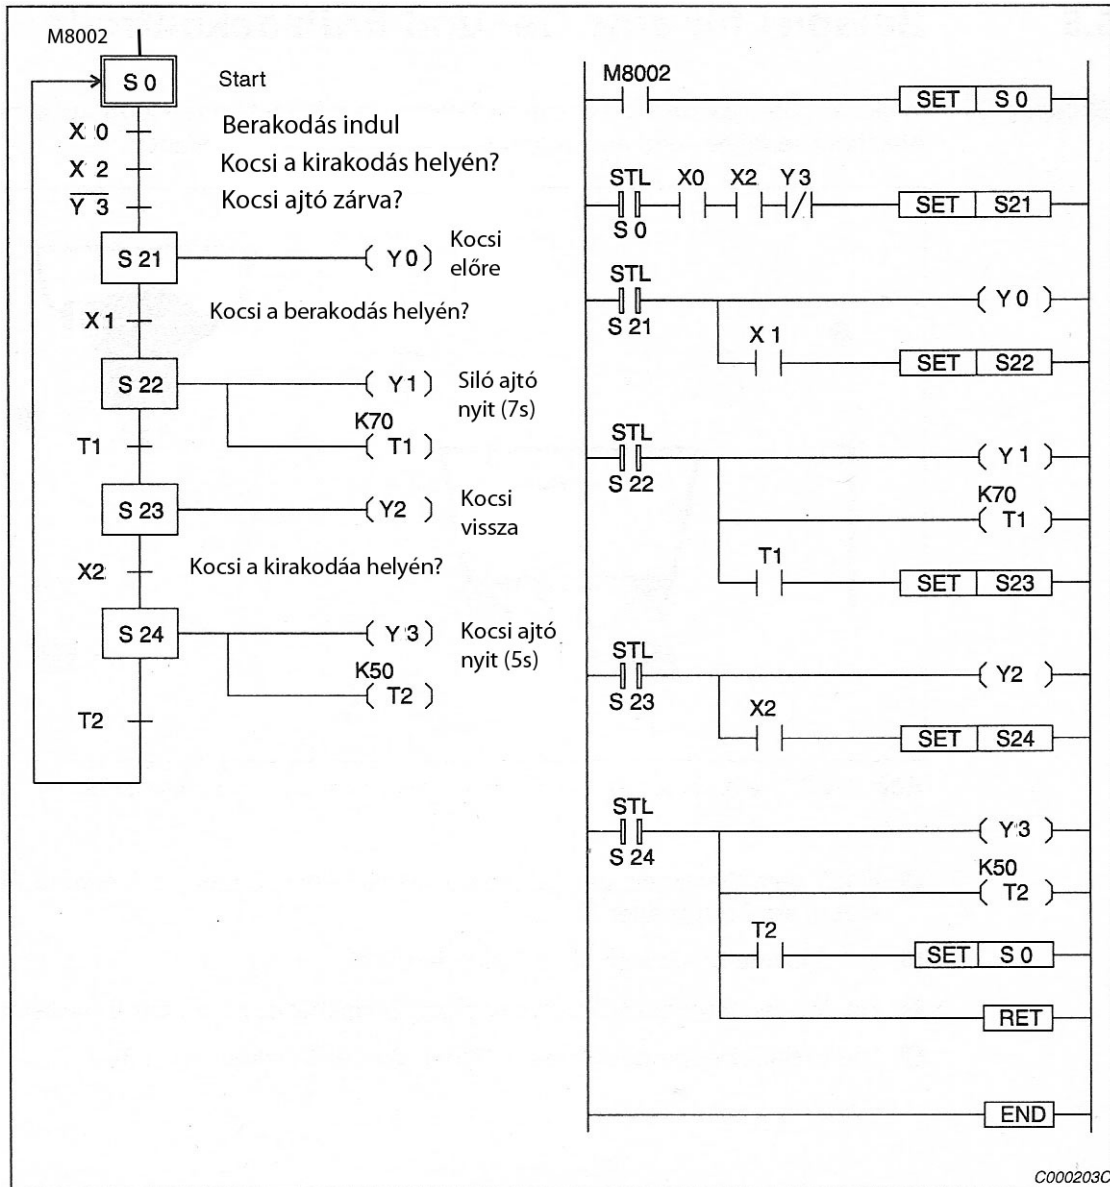 M8002
S 0
Start
X 0
Berakodás indul
X 2
Kocsi a kirakodás helyén?
Y 3
Kocsi ajtó zárva?
S 21
Y 0
Kocsi
előre
X 1
Kocsi a berakodás helyén?
S 22
Y 1
Siló ajtó
nyit (7s)
K70
T1
T1
S 23
Y2
Kocsi
vissza
X2
Kocsi a kirakodáa helyén?
S 24
Y 3
Kocsi ajtó
nyit (5s)
K50
T2
T2
M8002
SET S 0
STL X0 X2 Y 3
S 0
SET S21
STL
S 21
Y 0
X 1
SET S22
STL
S 22
Y 1
K70
T1
T1
SET S23
STL
S 23
Y2
X2
SET S24
STL
S 24
Y 3
K50
T2
T2
SET S 0
RET
END
C000203C